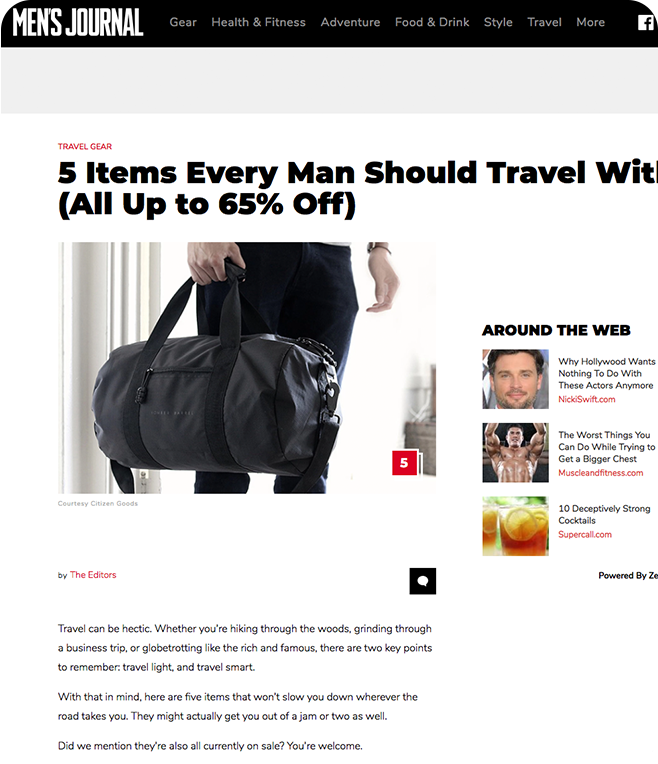 MEN'S JOURNAL
Gear Health & Fitness Adventure Food & Drink Style Travel More
TRAVEL GEAR
5 Items Every Man Should Travel With
(All Up to 65% Off)
5
Courtesy Citizen Goods
by The Editors
Travel can be hectic. Whether you're hiking through the woods, grinding through
a business trip, or globetrotting like the rich and famous, there are two key points
to remember: travel light, and travel smart.
With that in mind, here are five items that won't slow you down wherever the
road takes you. They might actually get you out of a jam or two as well.
Did we mention they're also all currently on sale? You're welcome.
AROUND THE WEB
Why Hollywood Wants
Nothing To Do With
These Actors Anymore
NickiSwift.com
The Worst Things You
Can Do While Trying to
Get a Bigger Chest
Muscleandfitness.com
10 Deceptively Strong
Cocktails
Supercall.com
Powered By Ze